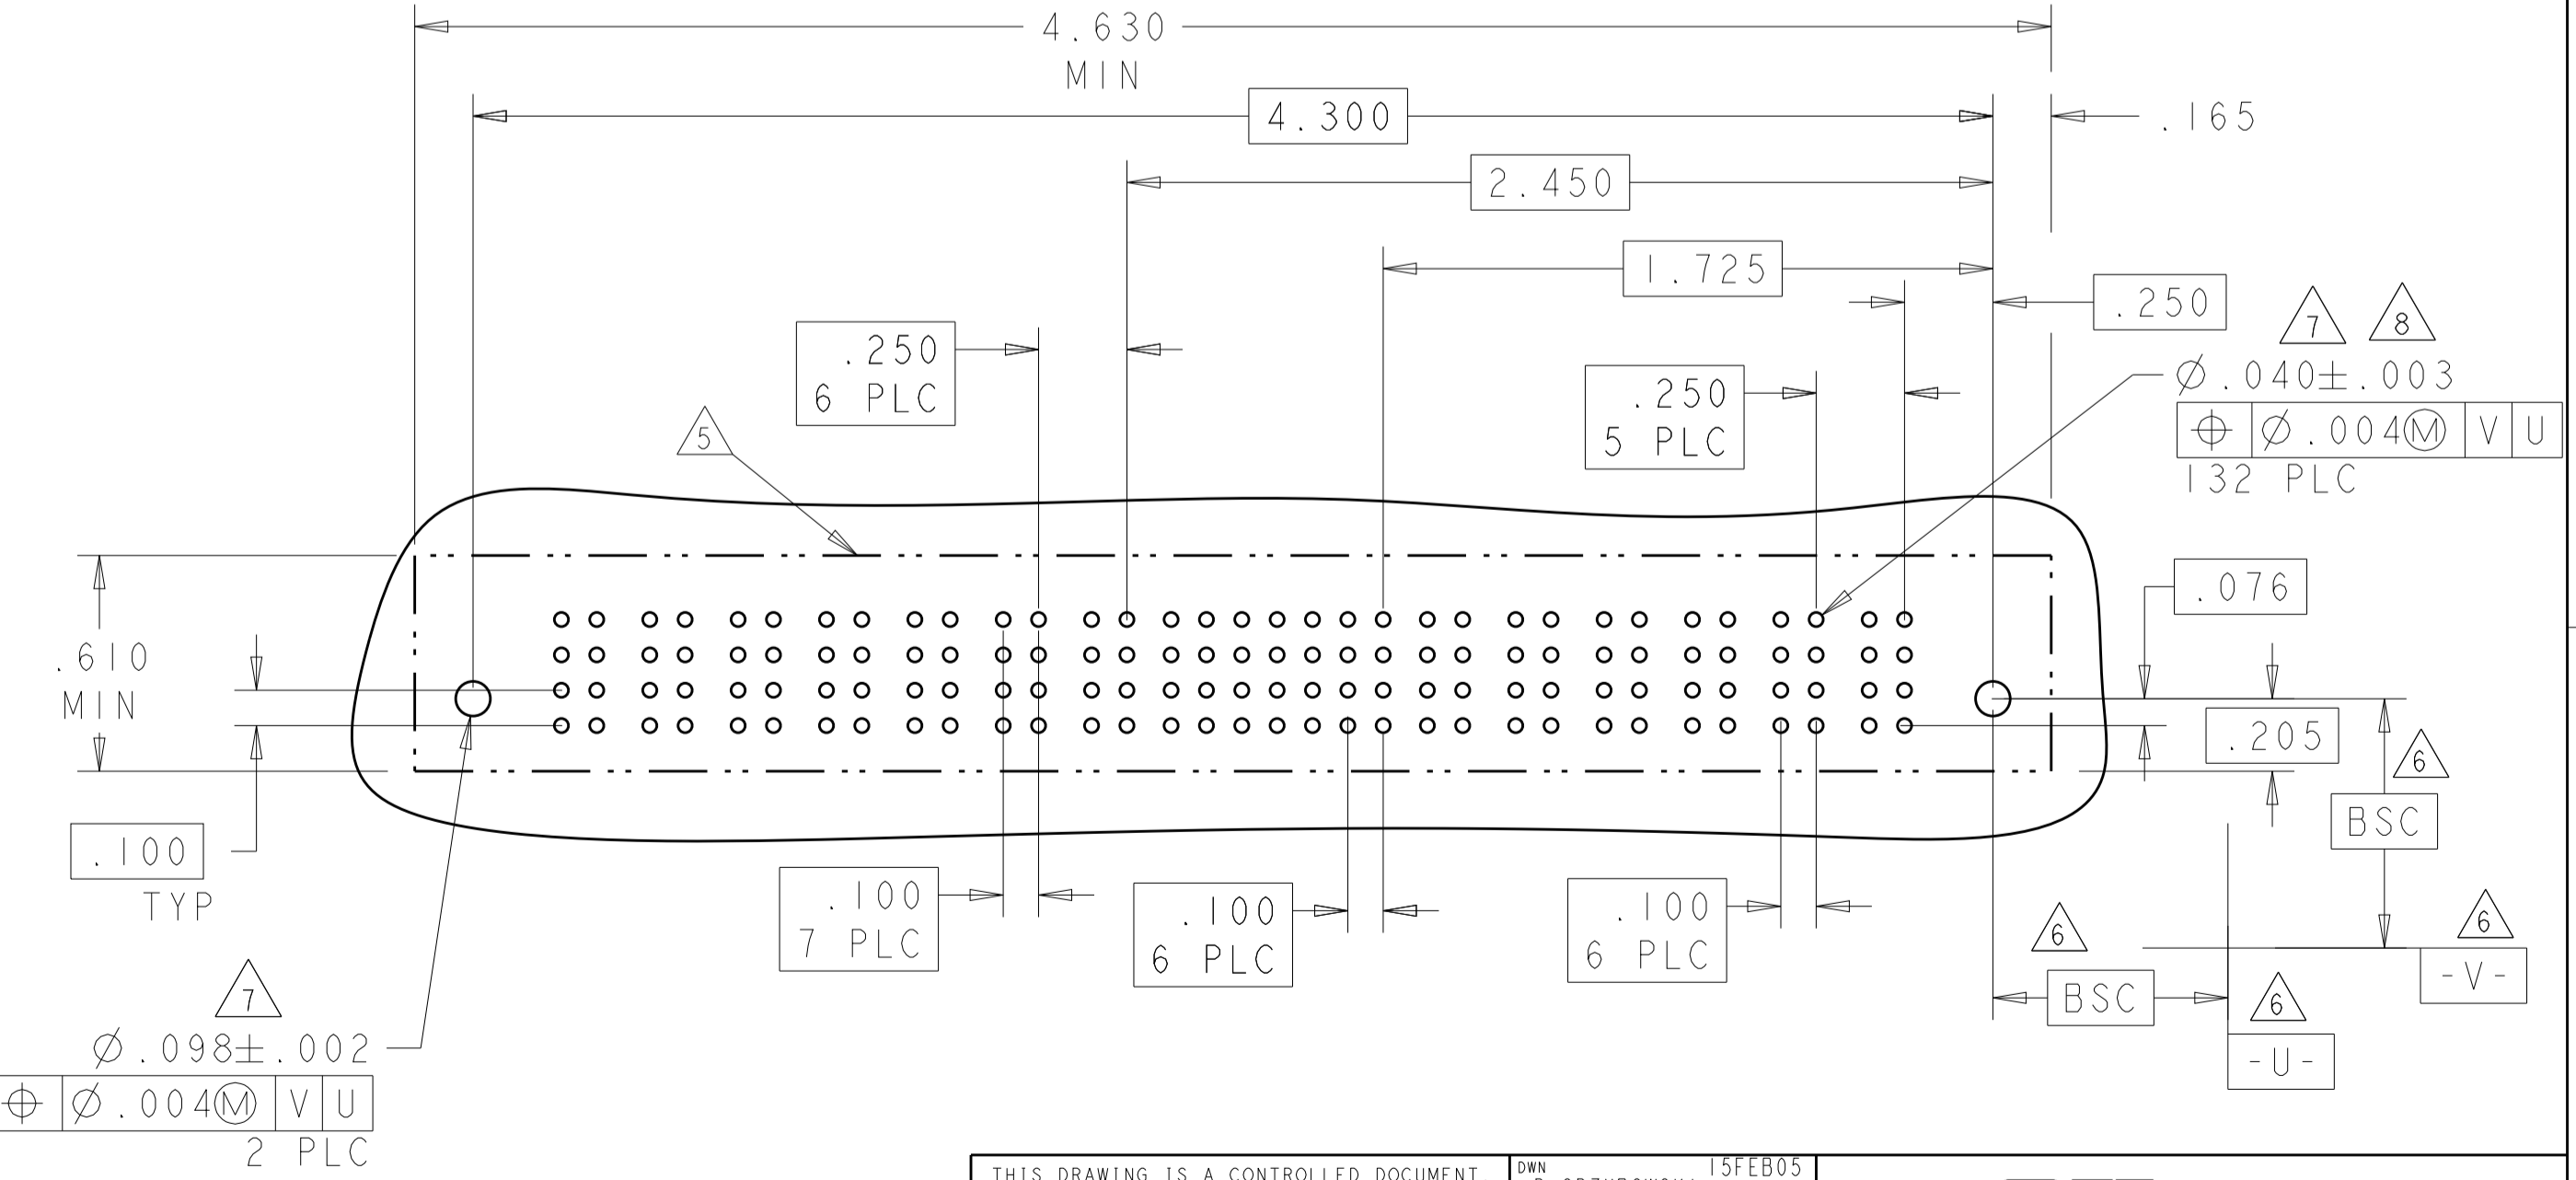 4.630
MIN
4.300
.165
2.450
1.725
.250
7 8
.250
6 PLC
.250
5 PLC
⌀.040±.003
⌖ ⌀.004Ⓜ V U
132 PLC
5
.076
.610
MIN
.205
6
BSC
.100
TYP
.100
7 PLC
.100
6 PLC
.100
6 PLC
6
6
-V-
BSC
6
-U-
7
⌀.098±.002
⌖ ⌀.004Ⓜ V U
2 PLC
THIS DRAWING IS A CONTROLLED DOCUMENT.
DWN 15FEB05